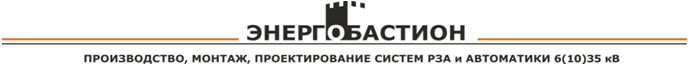 ЭНЕРГОБАСТИОН
ПРОИЗВОДСТВО, МОНТАЖ, ПРОЕКТИРОВАНИЕ СИСТЕМ РЗА и АВТОМАТИКИ 6(10)35 кВ